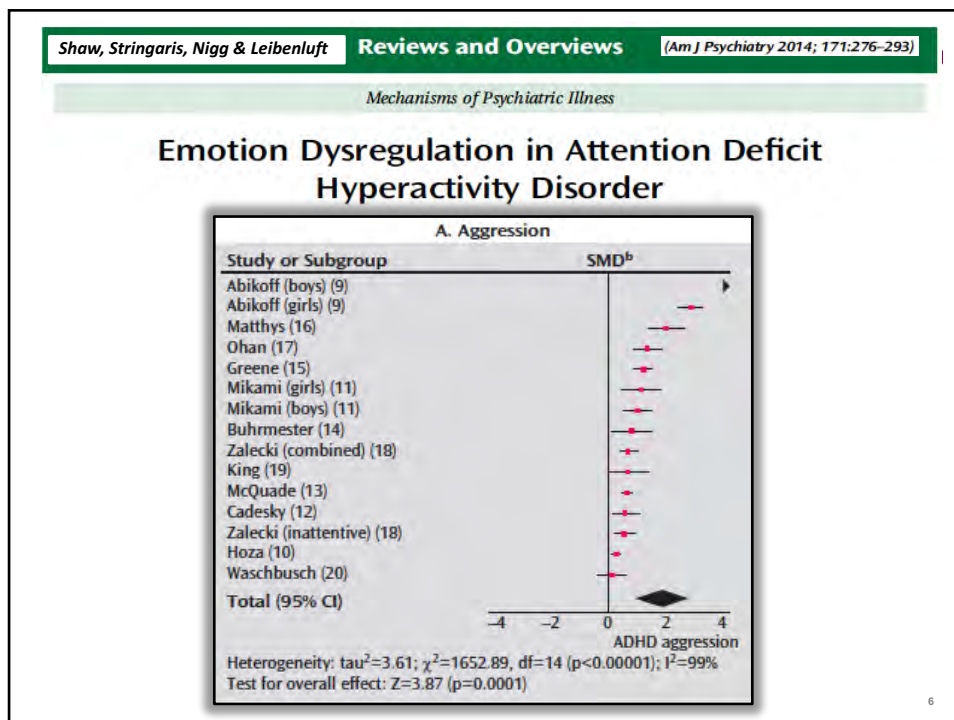 Shaw, Stringaris, Nigg & Leibenluft Reviews and Overviews (Am J Psychiatry 2014; 171:276–293)
Mechanisms of Psychiatric Illness
Emotion Dysregulation in Attention Deficit
Hyperactivity Disorder
A. Aggression
Study or Subgroup SMDᵇ
Abikoff (boys) (9)
Abikoff (girls) (9)
Matthys (16)
Ohan (17)
Greene (15)
Mikami (girls) (11)
Mikami (boys) (11)
Buhrmester (14)
Zalecki (combined) (18)
King (19)
McQuade (13)
Cadesky (12)
Zalecki (inattentive) (18)
Hoza (10)
Waschbusch (20)
Total (95% CI)
–4 –2 0 2 4
ADHD aggression
Heterogeneity: tau²=3.61; χ²=1652.89, df=14 (p<0.00001); I²=99%
Test for overall effect: Z=3.87 (p=0.0001)
6